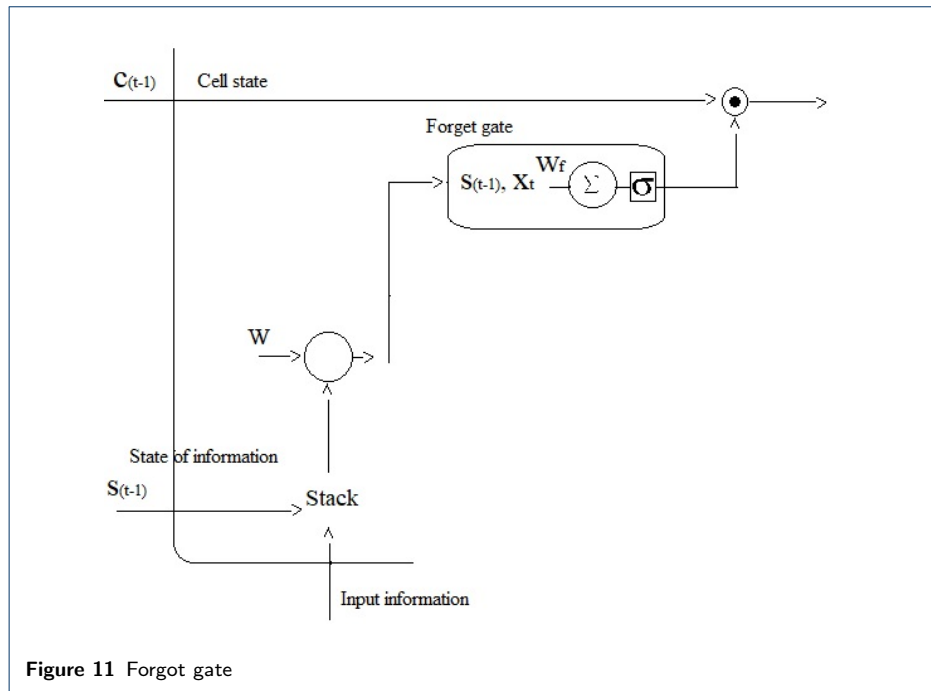 C(t-1) Cell state
Forget gate
S(t-1), Xt Wf Σ σ
W
State of information
S(t-1)
Stack
Input information
Figure 11 Forgot gate